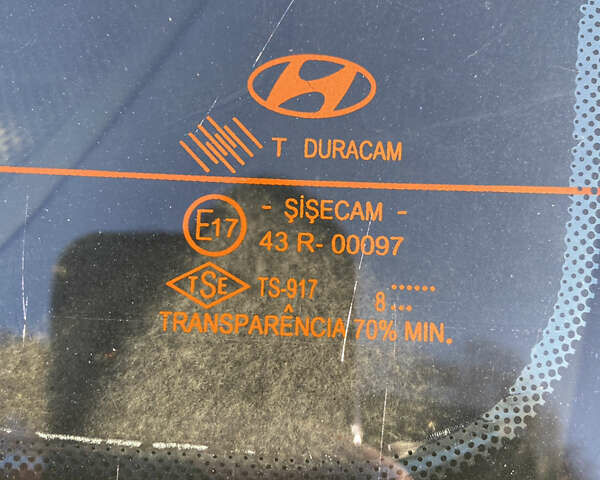 T DURACAM
E17
- ŞİŞECAM -
43 R- 00097
TSE
TS-917
8
TRANSPARÊNCIA 70% MIN.